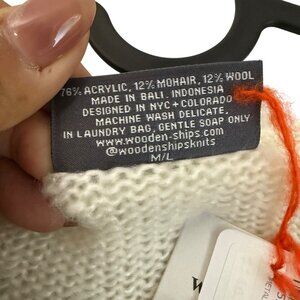 76% ACRYLIC, 12% MOHAIR, 12% WOOL
MADE IN BALI. INDONESIA
DESIGNED IN NYC + COLORADO
MACHINE WASH DELICATE
IN LAUNDRY BAG, GENTLE SOAP ONLY
www.wooden-ships.com
@woodenshipsknits
M/L